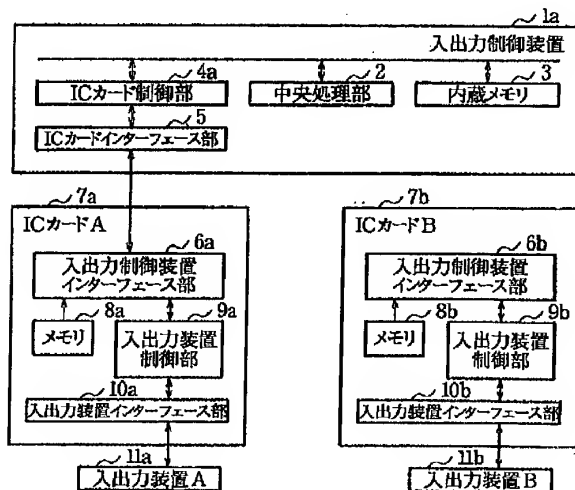 1a
入出力制御装置
4a
2
3
ICカード制御部
中央処理部
内蔵メモリ
5
ICカードインターフェース部
7a
7b
ICカードA
ICカードB
6a
6b
入出力制御装置
インターフェース部
入出力制御装置
インターフェース部
8a
9a
8b
9b
メモリ
入出力装置
制御部
メモリ
入出力装置
制御部
10a
10b
入出力装置インターフェース部
入出力装置インターフェース部
11a
11b
入出力装置A
入出力装置B